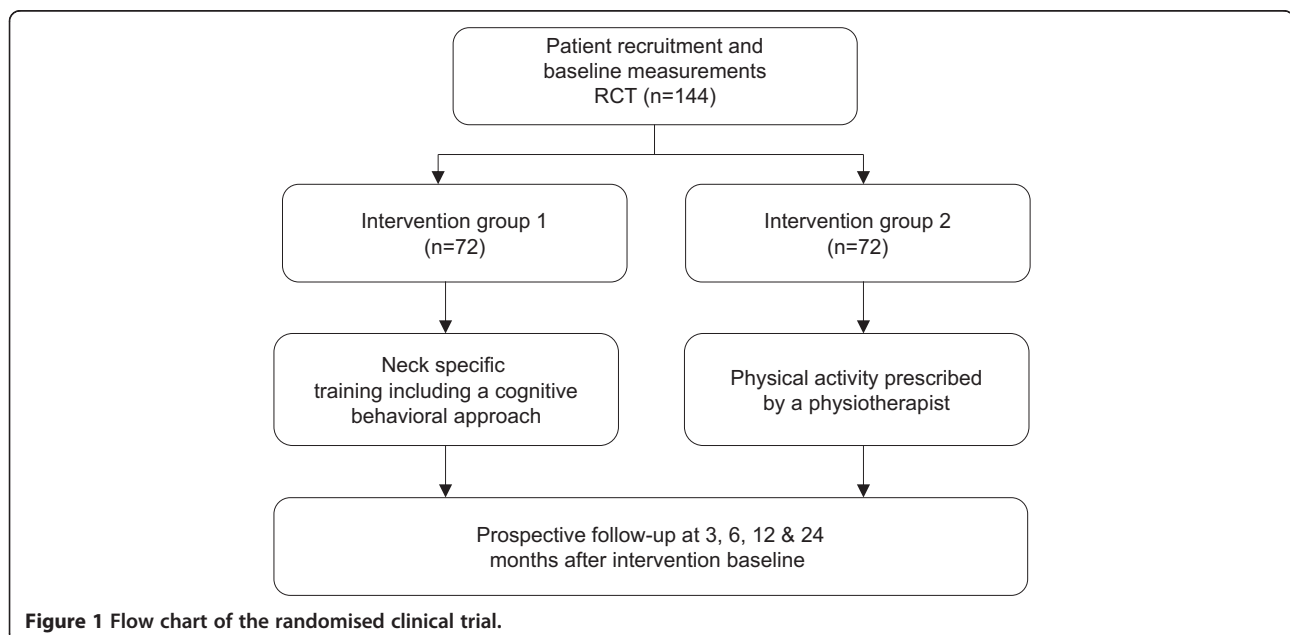 Patient recruitment and
baseline measurements
RCT (n=144)
Intervention group 1
(n=72)
Intervention group 2
(n=72)
Neck specific
training including a cognitive
behavioral approach
Physical activity prescribed
by a physiotherapist
Prospective follow-up at 3, 6, 12 & 24
months after intervention baseline
Figure 1 Flow chart of the randomised clinical trial.